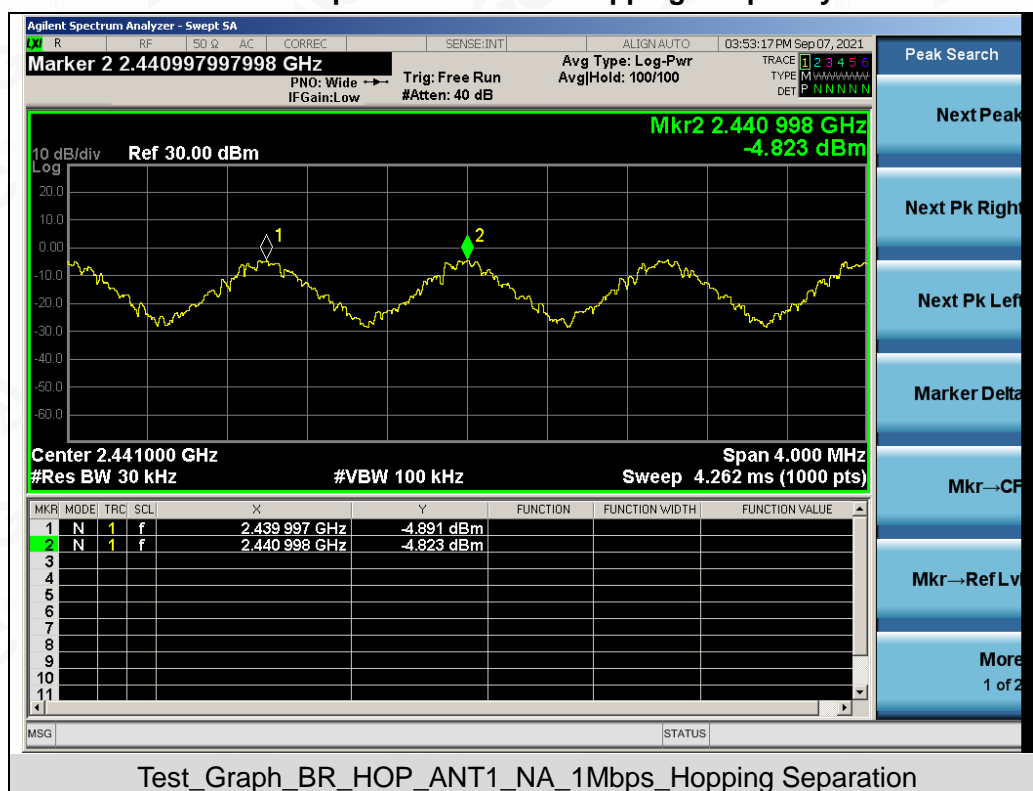 Agilent Spectrum Analyzer - Swept SA
LXI R RF 50 Ω AC CORREC SENSE:INT ALIGNAUTO 03:53:17 PM Sep 07, 2021
Marker 2 2.440997997998 GHz
PNO: Wide
IFGain:Low
Trig: Free Run
#Atten: 40 dB
Avg Type: Log-Pwr
Avg|Hold: 100/100
TRACE 1 2 3 4 5 6
TYPE M
DET P N N N N N
Mkr2 2.440 998 GHz
-4.823 dBm
10 dB/div Ref 30.00 dBm
Log
20.0
10.0
0.00
-10.0
-20.0
-30.0
-40.0
-50.0
-60.0
1
2
Center 2.441000 GHz Span 4.000 MHz
#Res BW 30 kHz #VBW 100 kHz Sweep 4.262 ms (1000 pts)
MKR MODE TRC SCL X Y FUNCTION FUNCTION WIDTH FUNCTION VALUE
1 N 1 f 2.439 997 GHz -4.891 dBm
2 N 1 f 2.440 998 GHz -4.823 dBm
3
4
5
6
7
8
9
10
11
MSG STATUS
Peak Search
Next Peak
Next Pk Right
Next Pk Left
Marker Delta
Mkr→CF
Mkr→Ref Lvl
More
1 of 2
Test_Graph_BR_HOP_ANT1_NA_1Mbps_Hopping Separation